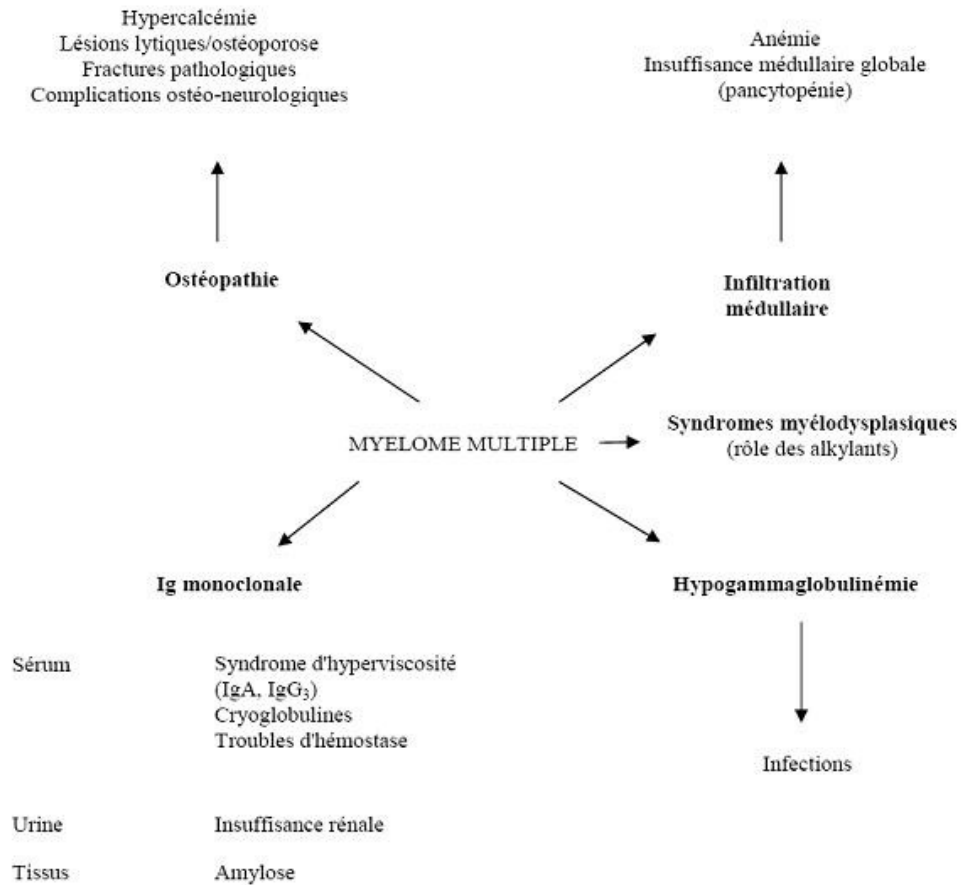 Hypercalcémie
Lésions lytiques/ostéoporose
Fractures pathologiques
Complications ostéo-neurologiques
Anémie
Insuffisance médullaire globale
(pancytopénie)
Ostéopathie
Infiltration
médullaire
MYELOME MULTIPLE
Syndromes myélodysplasiques
(rôle des alkylants)
Ig monoclonale
Hypogammaglobulinémie
Sérum Syndrome d'hyperviscosité
(IgA, IgG₃)
Cryoglobulines
Troubles d'hémostase
Infections
Urine Insuffisance rénale
Tissus Amylose